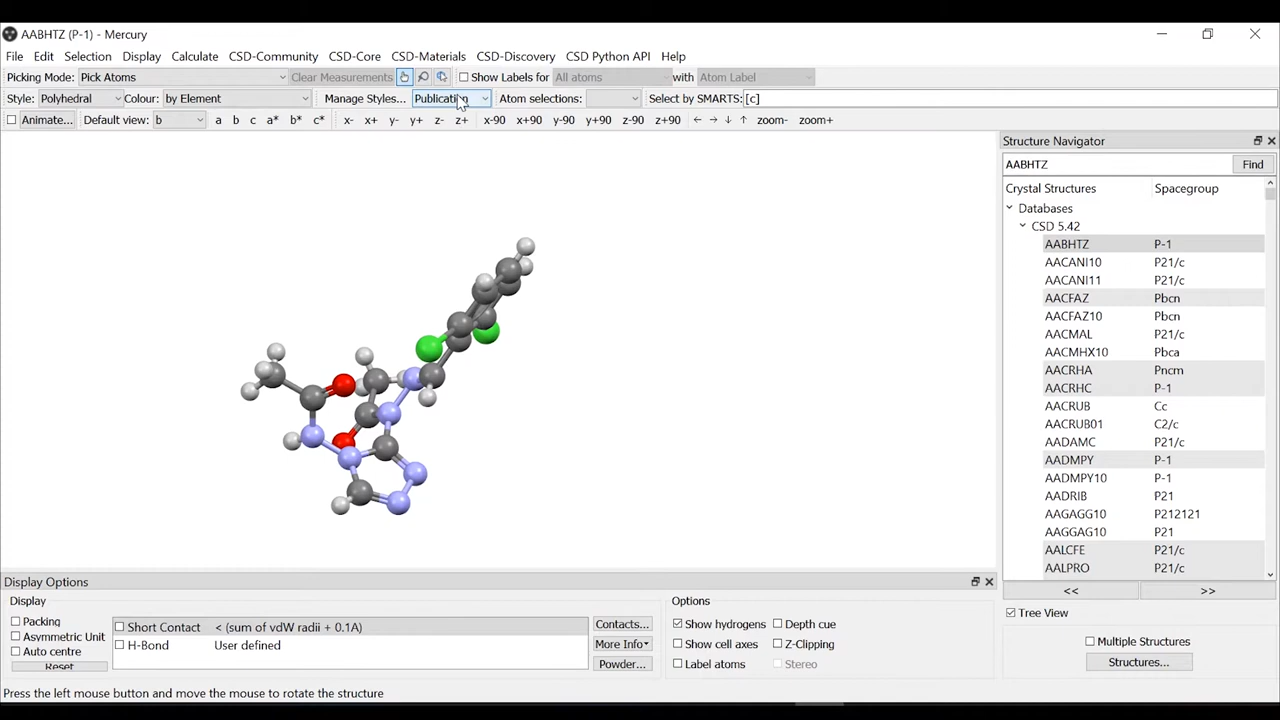 AABHTZ (P-1) - Mercury
File Edit Selection Display Calculate CSD-Community CSD-Core CSD-Materials CSD-Discovery CSD Python API Help
Picking Mode: Pick Atoms Clear Measurements Show Labels for All atoms with Atom Label
Style: Polyhedral Colour: by Element Manage Styles... Publication Atom selections: Select by SMARTS: [c]
Animate... Default view: b a b c a* b* c* x- x+ y- y+ z- z+ x-90 x+90 y-90 y+90 z-90 z+90 ← → ↓ ↑ zoom- zoom+
Structure Navigator
AABHTZ Find
Crystal Structures Spacegroup
Databases
CSD 5.42
AABHTZ P-1
AACANI10 P21/c
AACANI11 P21/c
AACFAZ Pbcn
AACFAZ10 Pbcn
AACMAL P21/c
AACMHX10 Pbca
AACRHA Pncm
AACRHC P-1
AACRUB Cc
AACRUB01 C2/c
AADAMC P21/c
AADMPY P-1
AADMPY10 P-1
AADRIB P21
AAGAGG10 P212121
AAGGAG10 P21
AALCFE P21/c
AALPRO P21/c
<< >>
Tree View
Multiple Structures
Structures...
Display Options
Display
Packing
Asymmetric Unit
Auto centre
Reset
Short Contact < (sum of vdW radii + 0.1A)
H-Bond User defined
Contacts...
More Info
Powder...
Options
Show hydrogens Depth cue
Show cell axes Z-Clipping
Label atoms Stereo
Press the left mouse button and move the mouse to rotate the structure